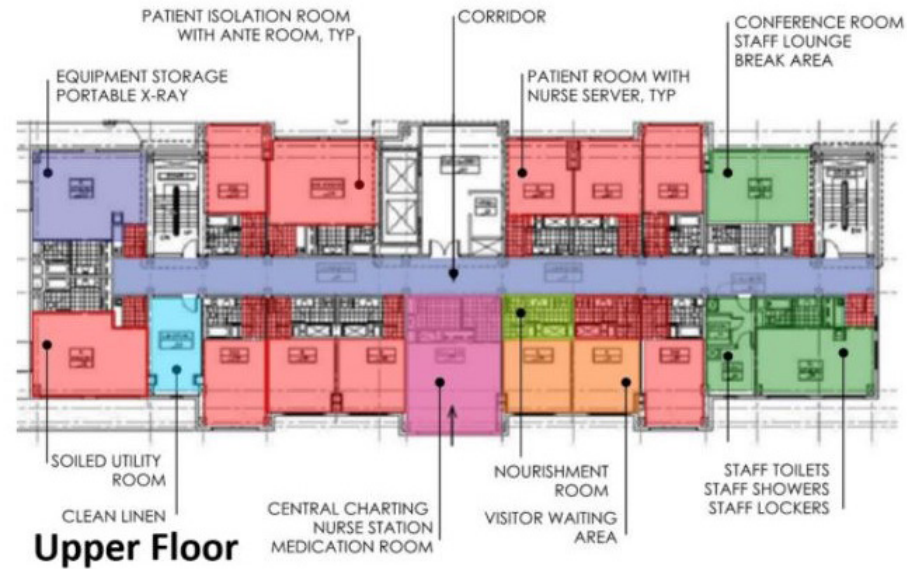 PATIENT ISOLATION ROOM
WITH ANTE ROOM, TYP
CORRIDOR
CONFERENCE ROOM
STAFF LOUNGE
BREAK AREA
EQUIPMENT STORAGE
PORTABLE X-RAY
PATIENT ROOM WITH
NURSE SERVER, TYP
SOILED UTILITY
ROOM
CLEAN LINEN
CENTRAL CHARTING
NURSE STATION
MEDICATION ROOM
NOURISHMENT
ROOM
VISITOR WAITING
AREA
STAFF TOILETS
STAFF SHOWERS
STAFF LOCKERS
Upper Floor